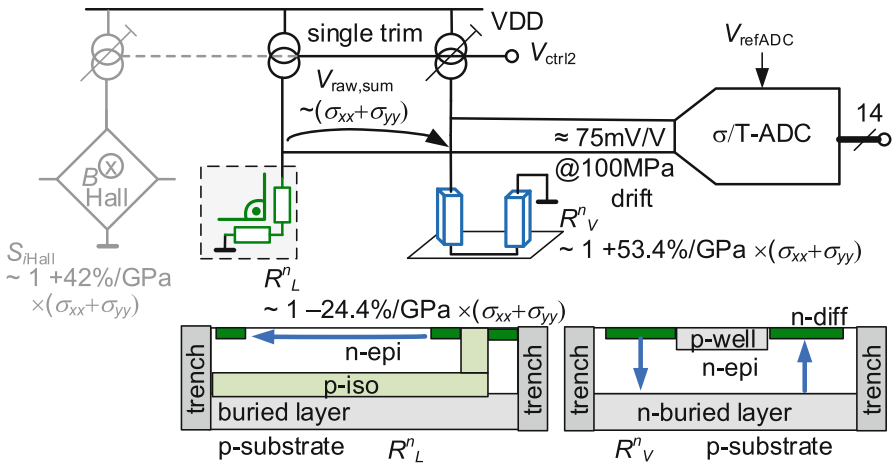 single trim
VDD
V_ctrl2
V_refADC
V_raw,sum
~(σ_xx+σ_yy)
14
≈ 75mV/V
@100MPa
drift
σ/T-ADC
B
x
Hall
S_iHall
~ 1 +42%/GPa
×(σ_xx+σ_yy)
R^n_L
~ 1 –24.4%/GPa ×(σ_xx+σ_yy)
R^n_V
~ 1 +53.4%/GPa ×(σ_xx+σ_yy)
n-diff
trench
n-epi
p-iso
buried layer
trench
p-substrate
R^n_L
trench
p-well
n-epi
n-buried layer
trench
R^n_V
p-substrate